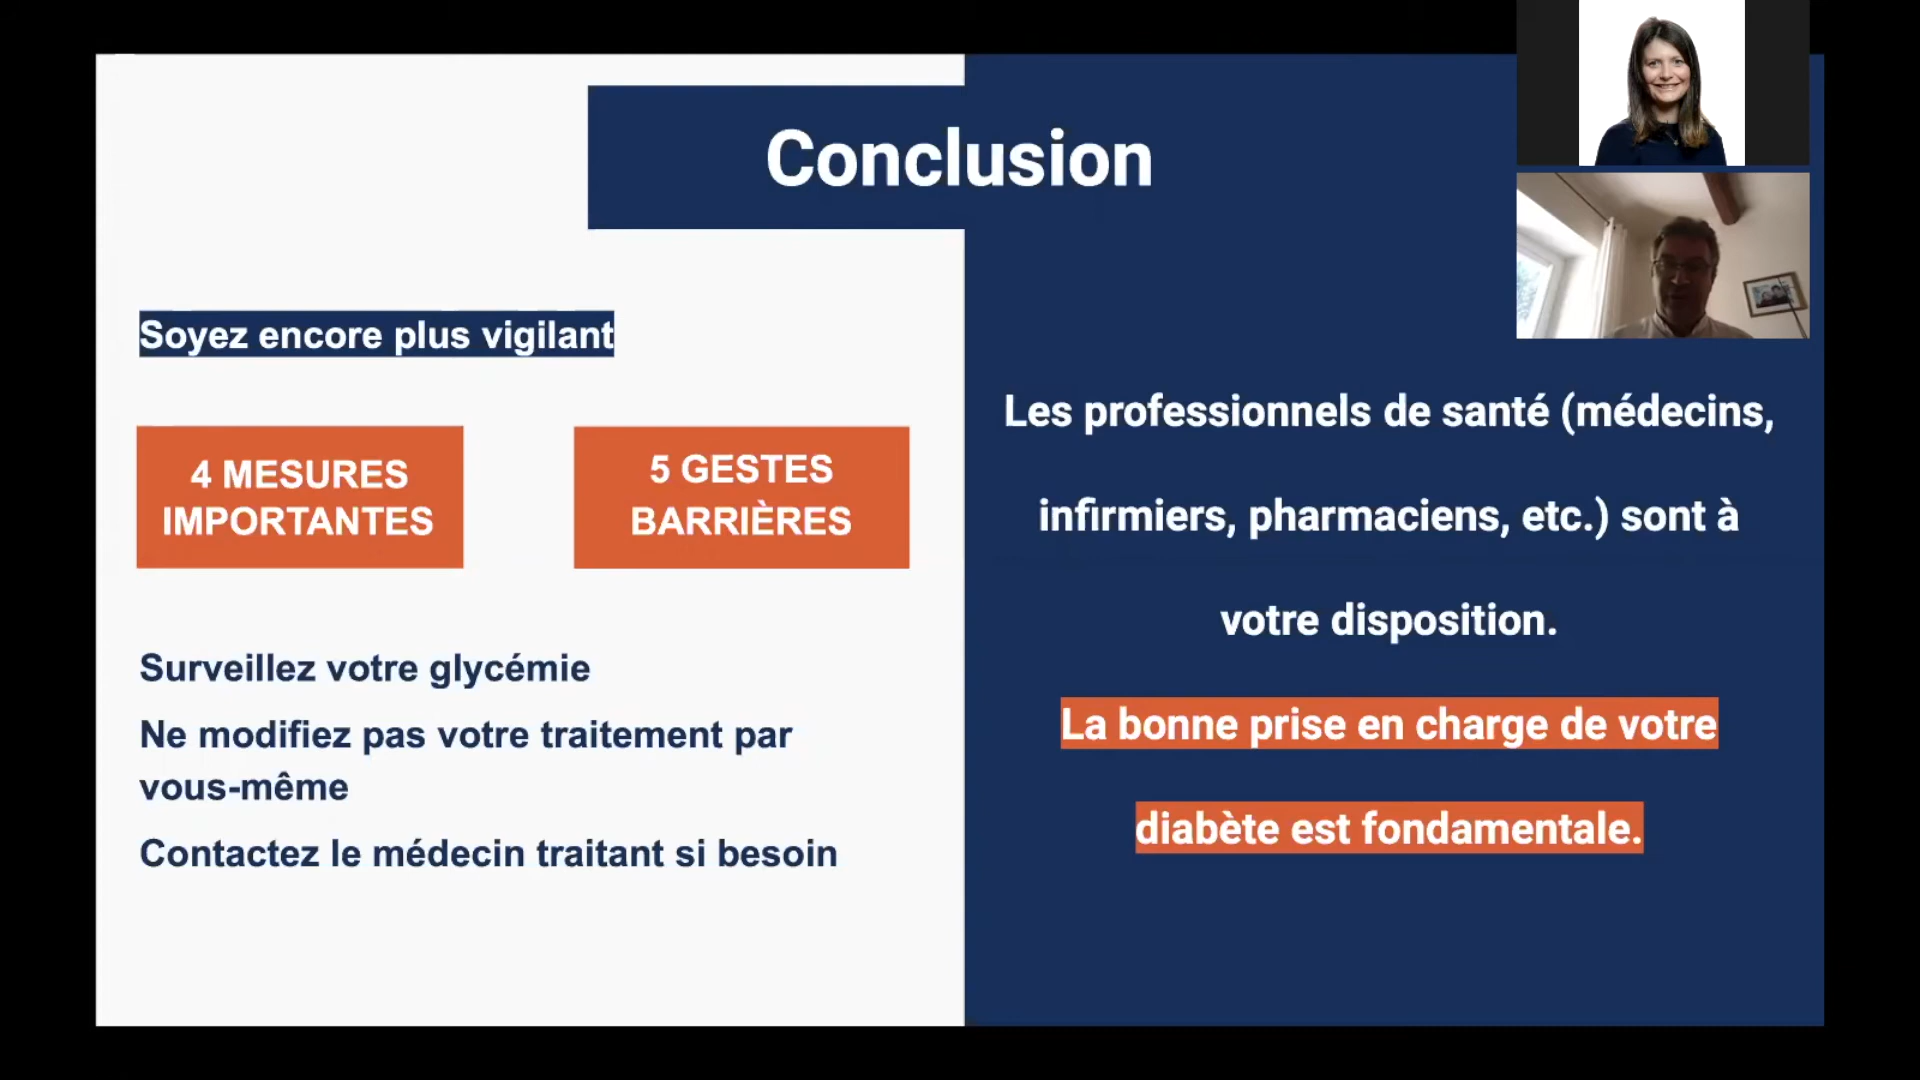 Conclusion
Soyez encore plus vigilant
4 MESURES
IMPORTANTES
5 GESTES
BARRIÈRES
Surveillez votre glycémie
Ne modifiez pas votre traitement par
vous-même
Contactez le médecin traitant si besoin
Les professionnels de santé (médecins,
infirmiers, pharmaciens, etc.) sont à
votre disposition.
La bonne prise en charge de votre
diabète est fondamentale.